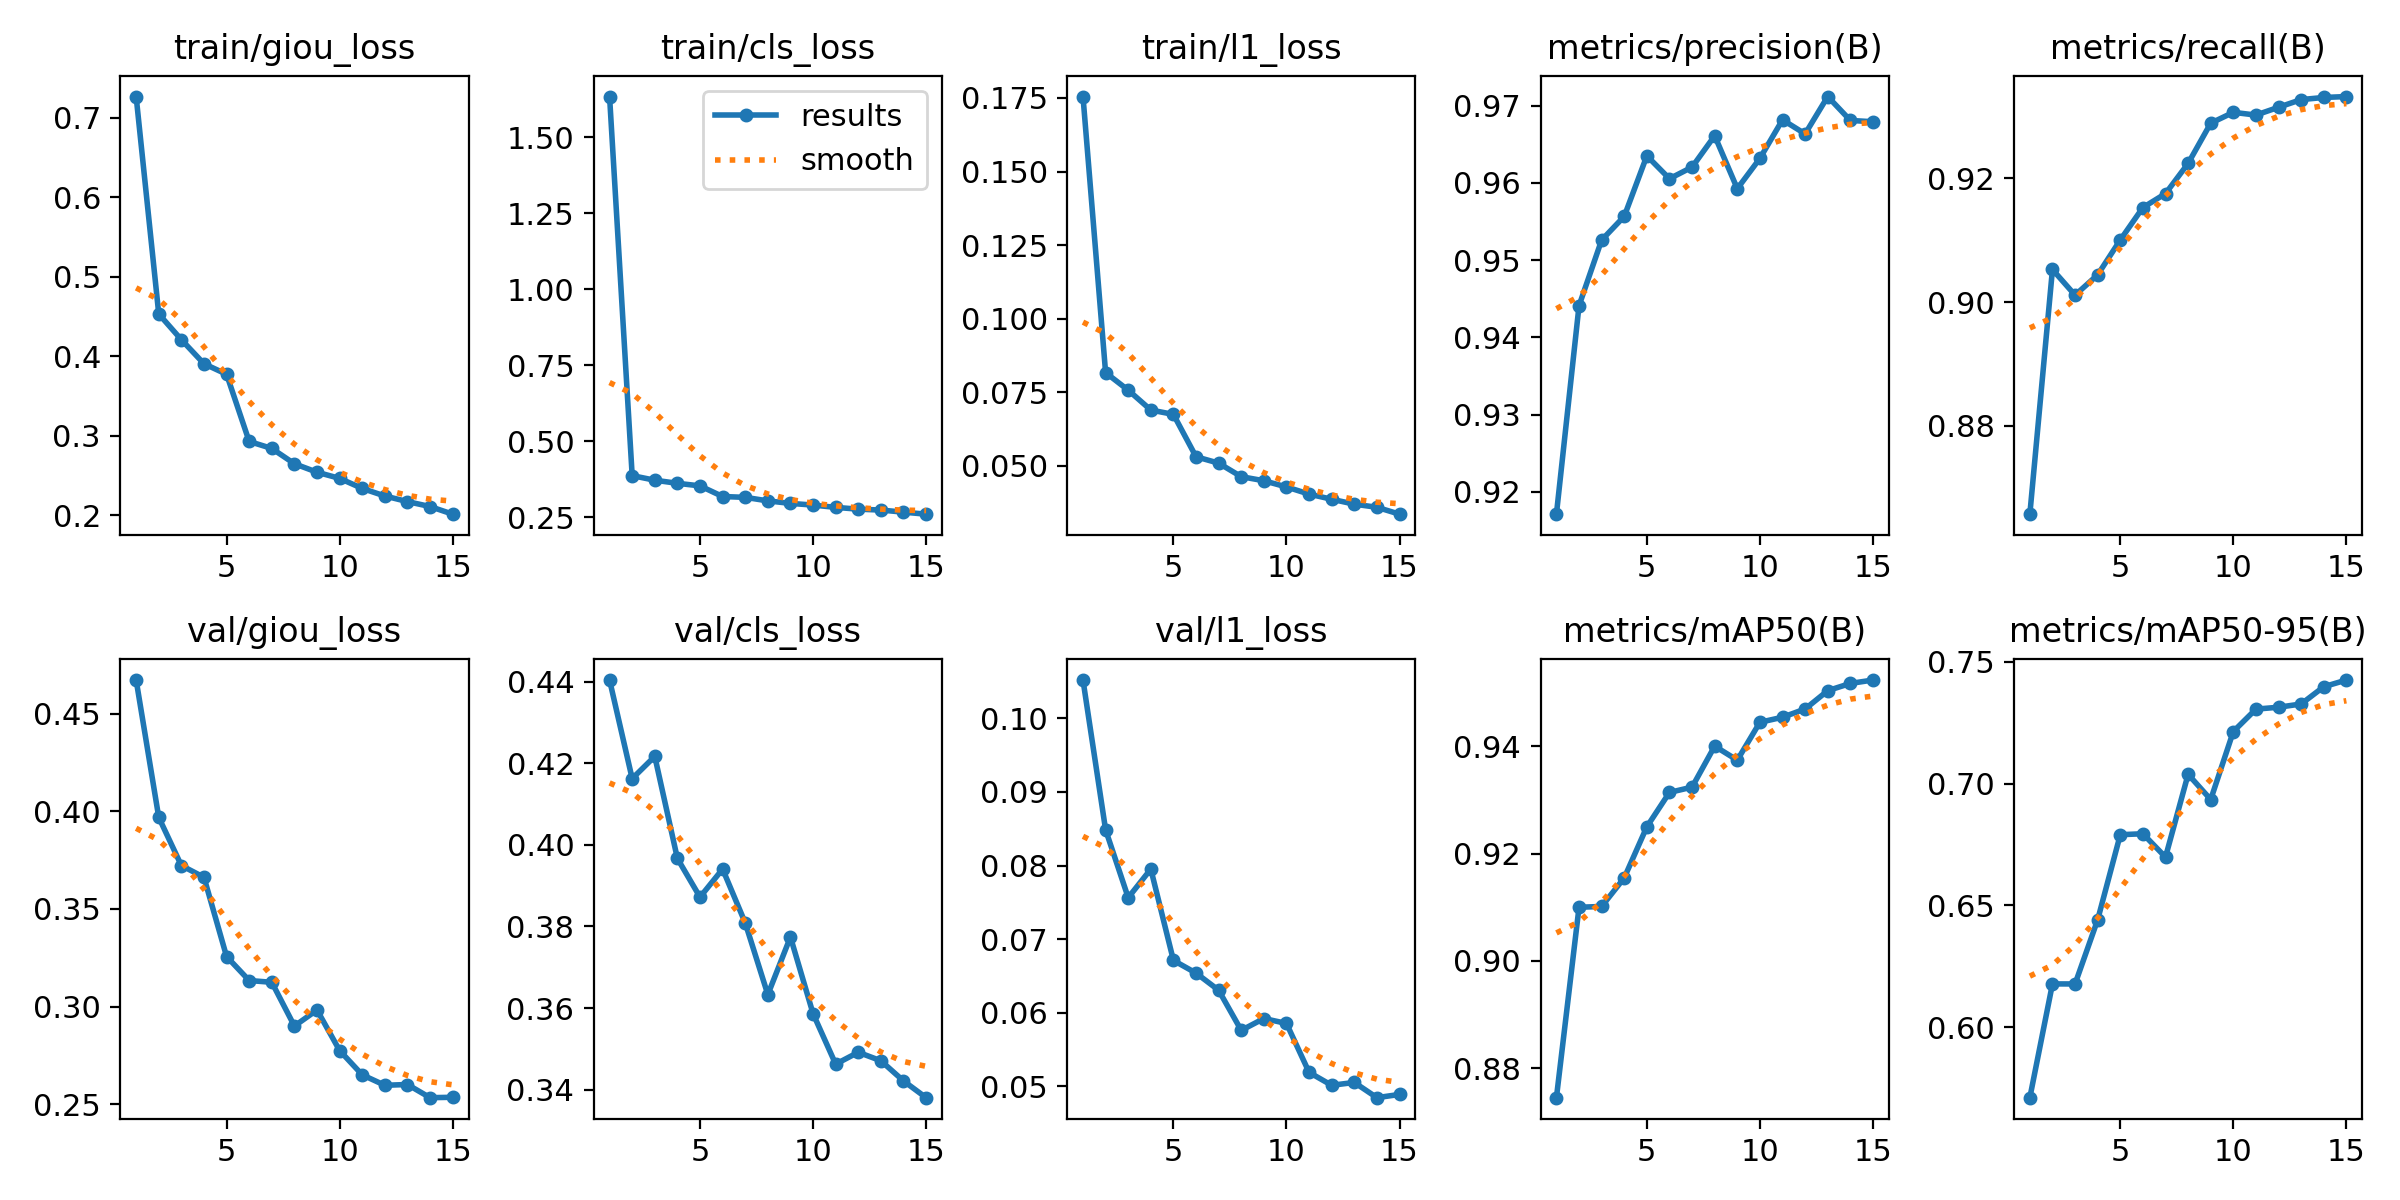 train/giou_loss
train/cls_loss
train/l1_loss
metrics/precision(B)
metrics/recall(B)
0.7
0.6
0.5
0.4
0.3
0.2
5 10 15
1.50
1.25
1.00
0.75
0.50
0.25
results
smooth
5 10 15
0.175
0.150
0.125
0.100
0.075
0.050
5 10 15
0.97
0.96
0.95
0.94
0.93
0.92
5 10 15
0.92
0.90
0.88
5 10 15
val/giou_loss
val/cls_loss
val/l1_loss
metrics/mAP50(B)
metrics/mAP50-95(B)
0.45
0.40
0.35
0.30
0.25
5 10 15
0.44
0.42
0.40
0.38
0.36
0.34
5 10 15
0.10
0.09
0.08
0.07
0.06
0.05
5 10 15
0.94
0.92
0.90
0.88
5 10 15
0.75
0.70
0.65
0.60
5 10 15